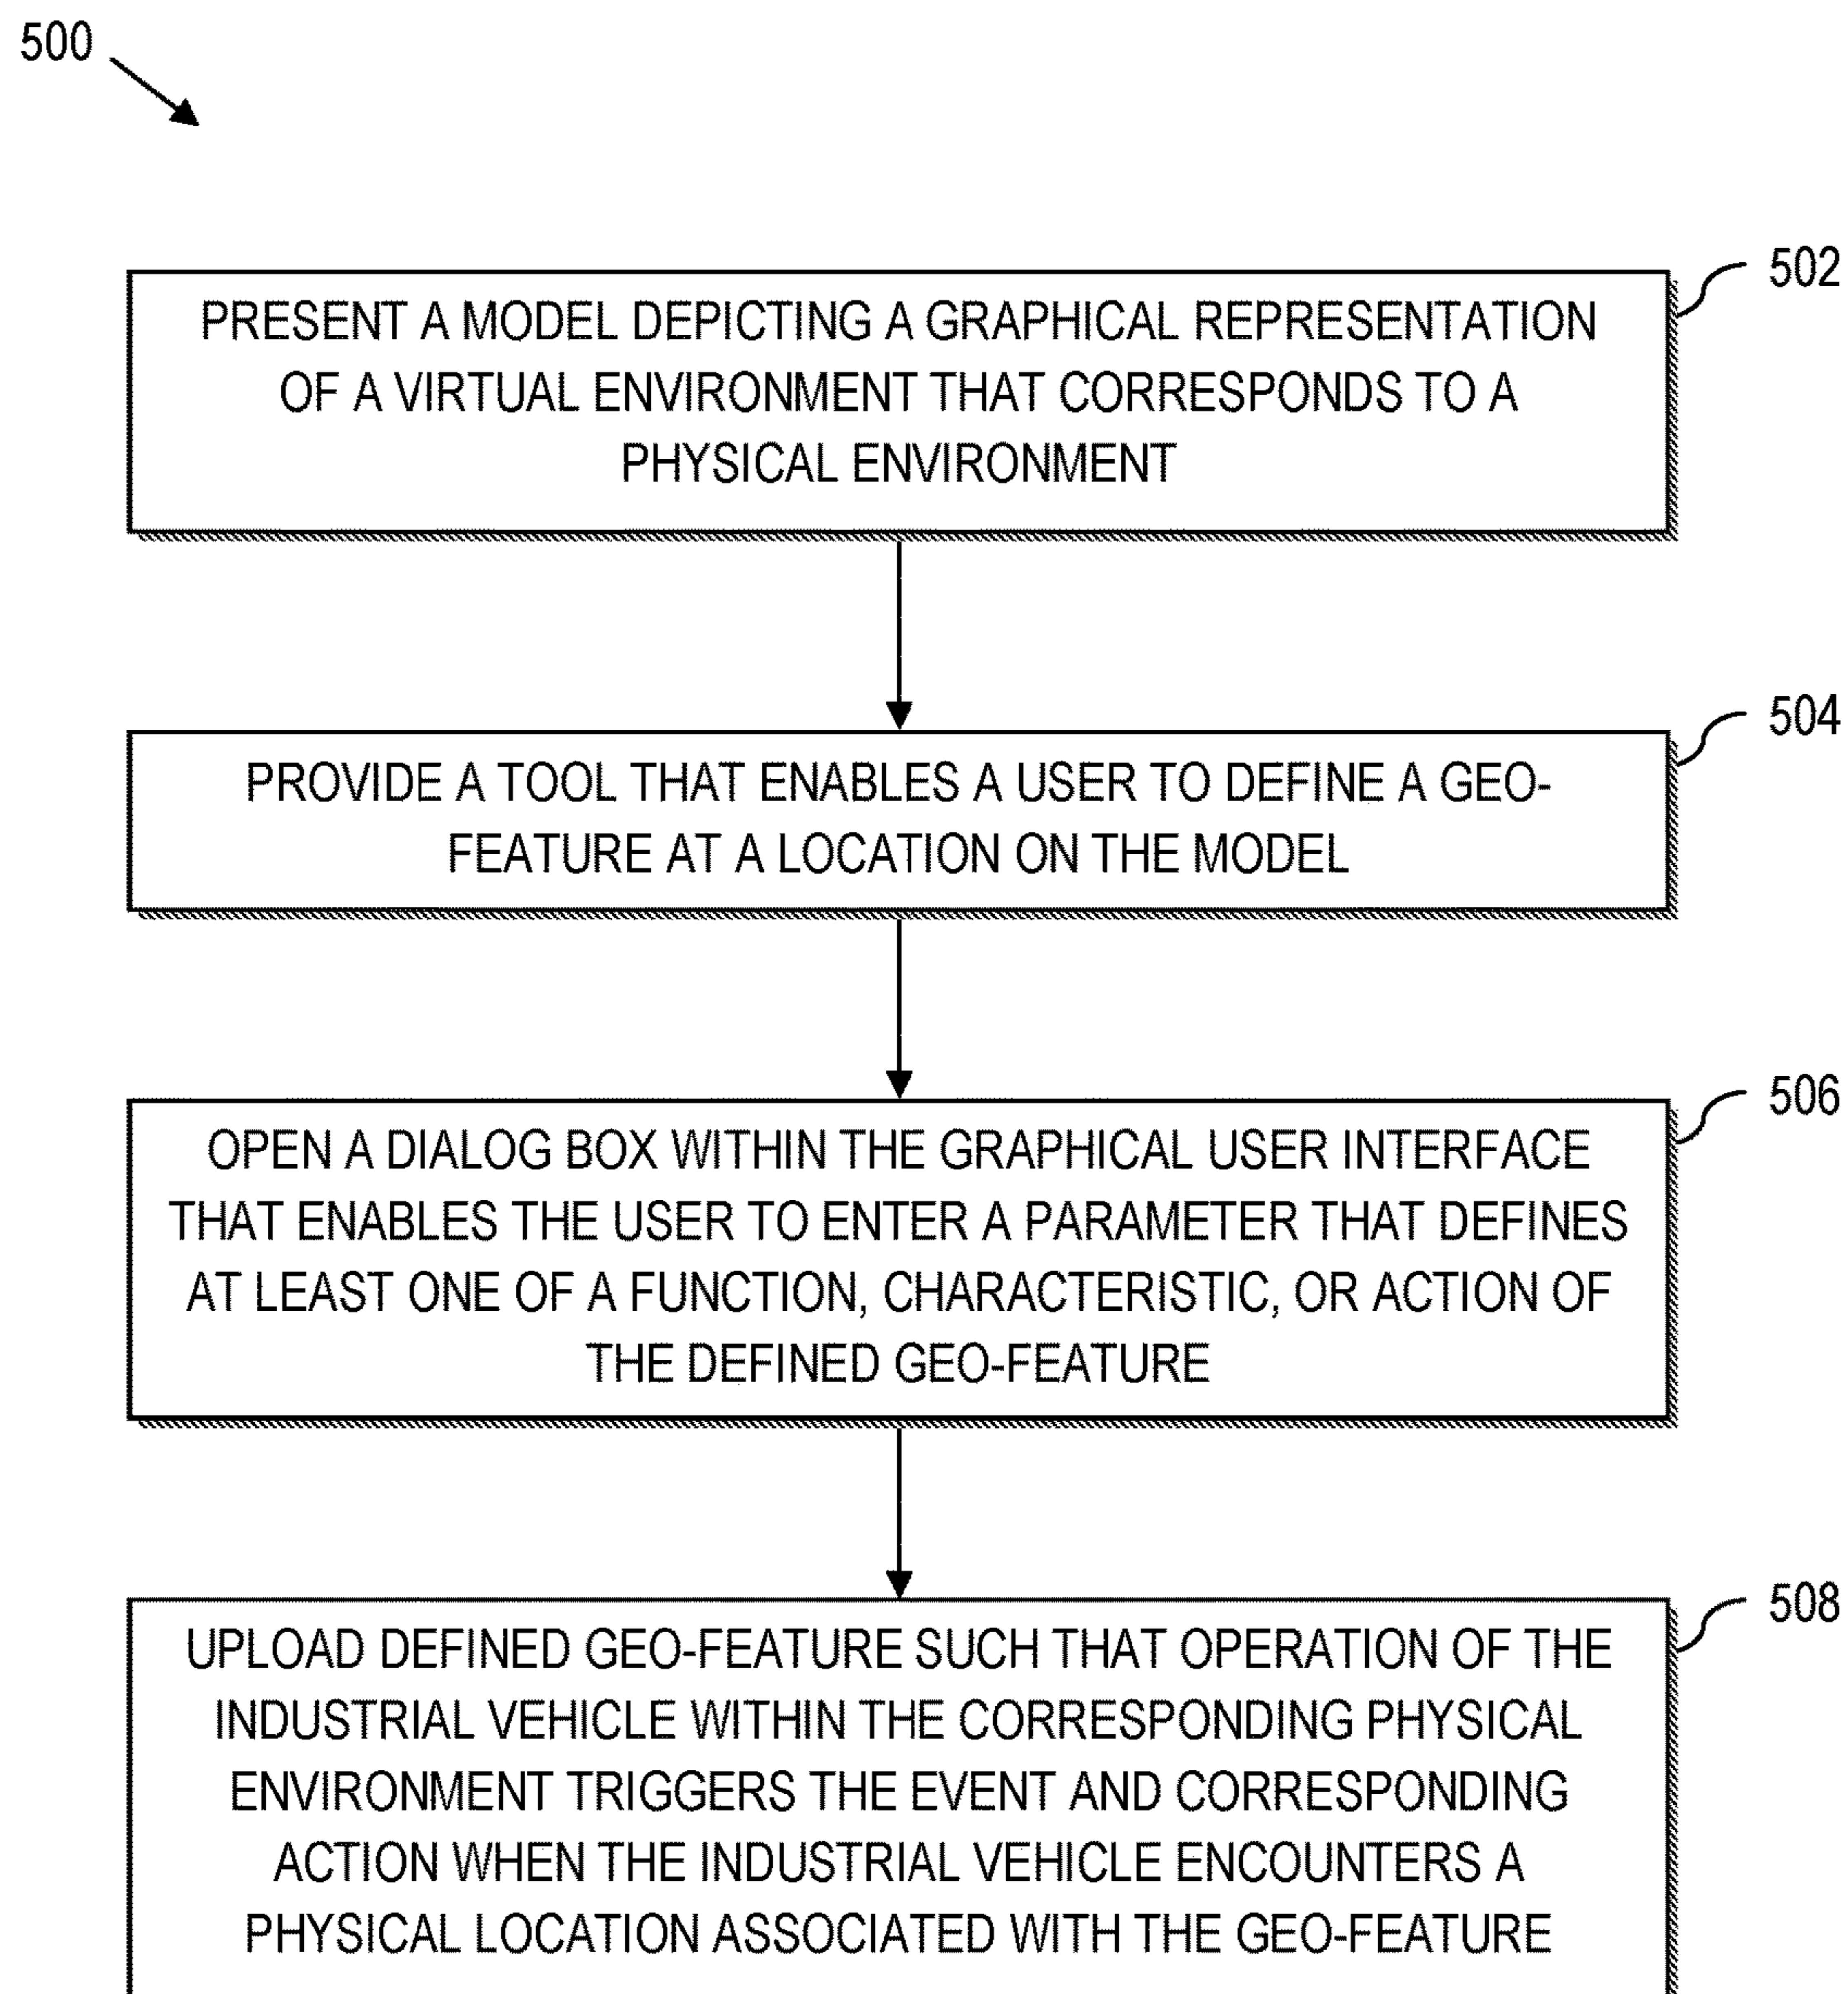 500
502
PRESENT A MODEL DEPICTING A GRAPHICAL REPRESENTATION
OF A VIRTUAL ENVIRONMENT THAT CORRESPONDS TO A
PHYSICAL ENVIRONMENT
504
PROVIDE A TOOL THAT ENABLES A USER TO DEFINE A GEO-
FEATURE AT A LOCATION ON THE MODEL
506
OPEN A DIALOG BOX WITHIN THE GRAPHICAL USER INTERFACE
THAT ENABLES THE USER TO ENTER A PARAMETER THAT DEFINES
AT LEAST ONE OF A FUNCTION, CHARACTERISTIC, OR ACTION OF
THE DEFINED GEO-FEATURE
508
UPLOAD DEFINED GEO-FEATURE SUCH THAT OPERATION OF THE
INDUSTRIAL VEHICLE WITHIN THE CORRESPONDING PHYSICAL
ENVIRONMENT TRIGGERS THE EVENT AND CORRESPONDING
ACTION WHEN THE INDUSTRIAL VEHICLE ENCOUNTERS A
PHYSICAL LOCATION ASSOCIATED WITH THE GEO-FEATURE